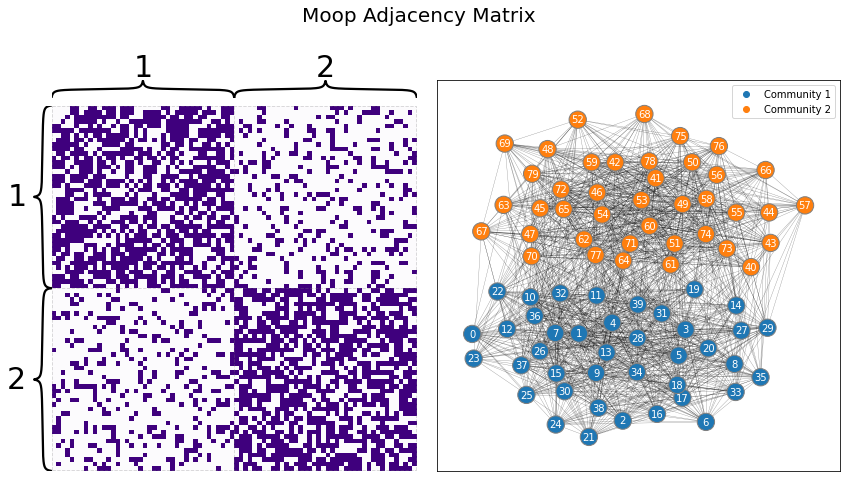 Moop Adjacency Matrix
1 2
1
2
Community 1
Community 2
68
52
75
69 76
48
59 42 78 50
66
79 41 56
72 46
53 58
63 45 65 49 57
54 55 44
60
67 47 74
62 71 51 43
73
70 77
64 61 40
22 32 11 19
10
39 14
36 31
4
0 12 7 1 3 27 29
28
26 13 20
23 5
37 8
15 9 34
35
18
30 33
25 17
38
16
24 2 6
21